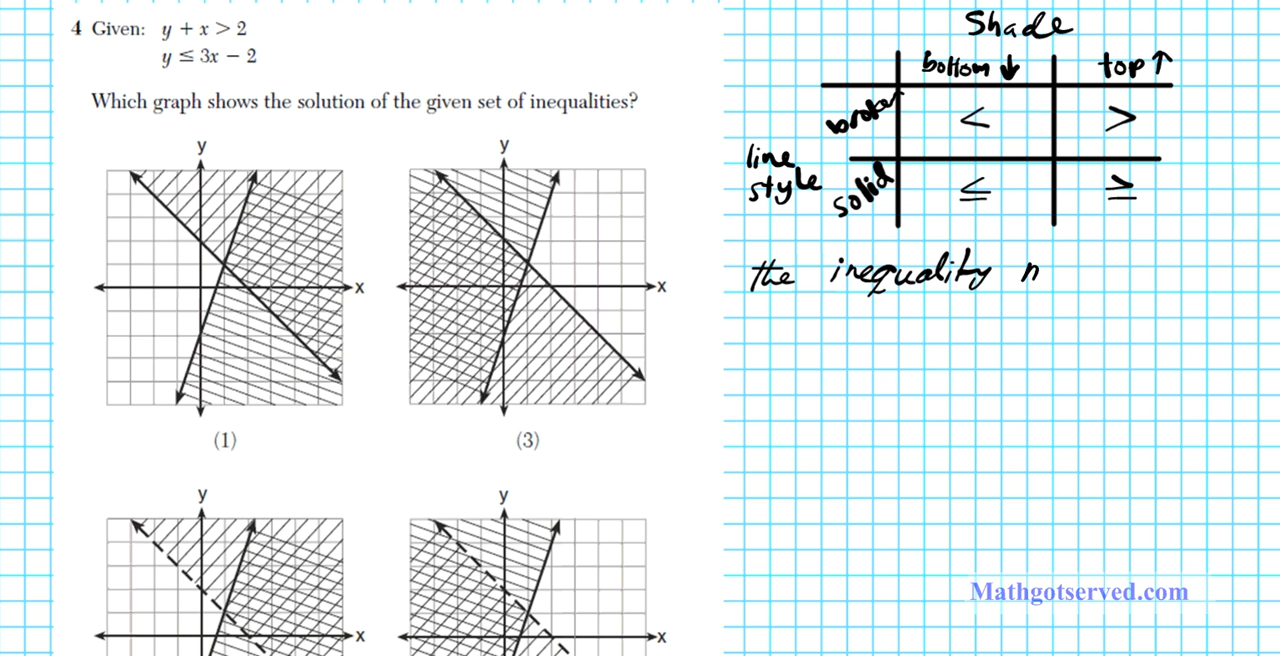 4 Given: y + x > 2
y ≤ 3x − 2
Which graph shows the solution of the given set of inequalities?
y
x
(1)
y
x
(3)
y
x
y
x
Shade
bottom ↓ top ↑
broken < >
line
style
solid ≤ ≥
the inequality n
Mathgotserved.com